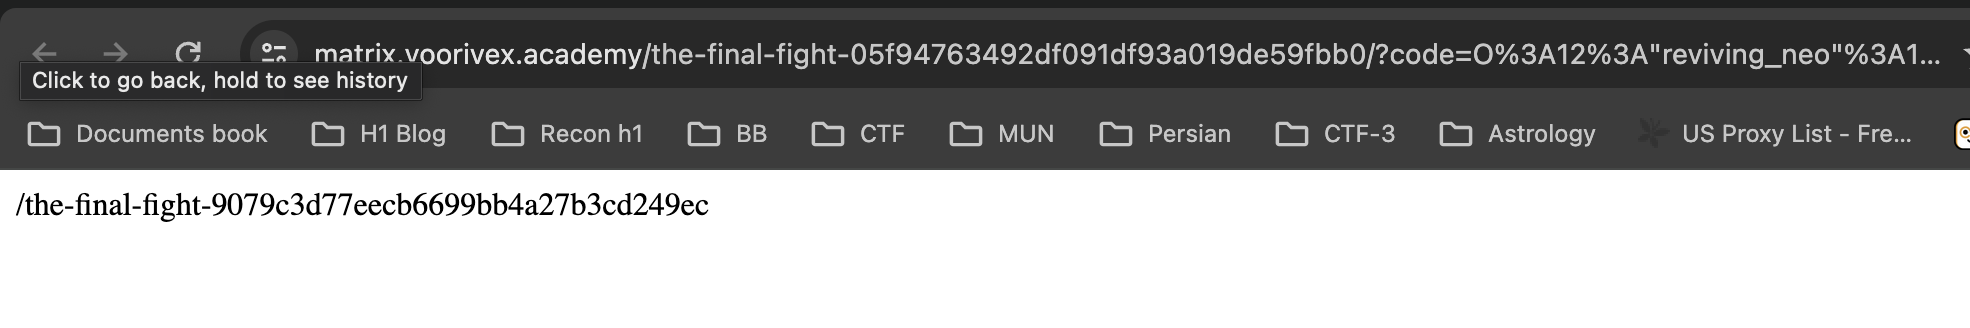 matrix.voorivex.academy/the-final-fight-05f94763492df091df93a019de59fbb0/?code=O%3A12%3A"reviving_neo"%3A1...
Click to go back, hold to see history
Documents book H1 Blog Recon h1 BB CTF MUN Persian CTF-3 Astrology US Proxy List - Fre...
/the-final-fight-9079c3d77eecb6699bb4a27b3cd249ec